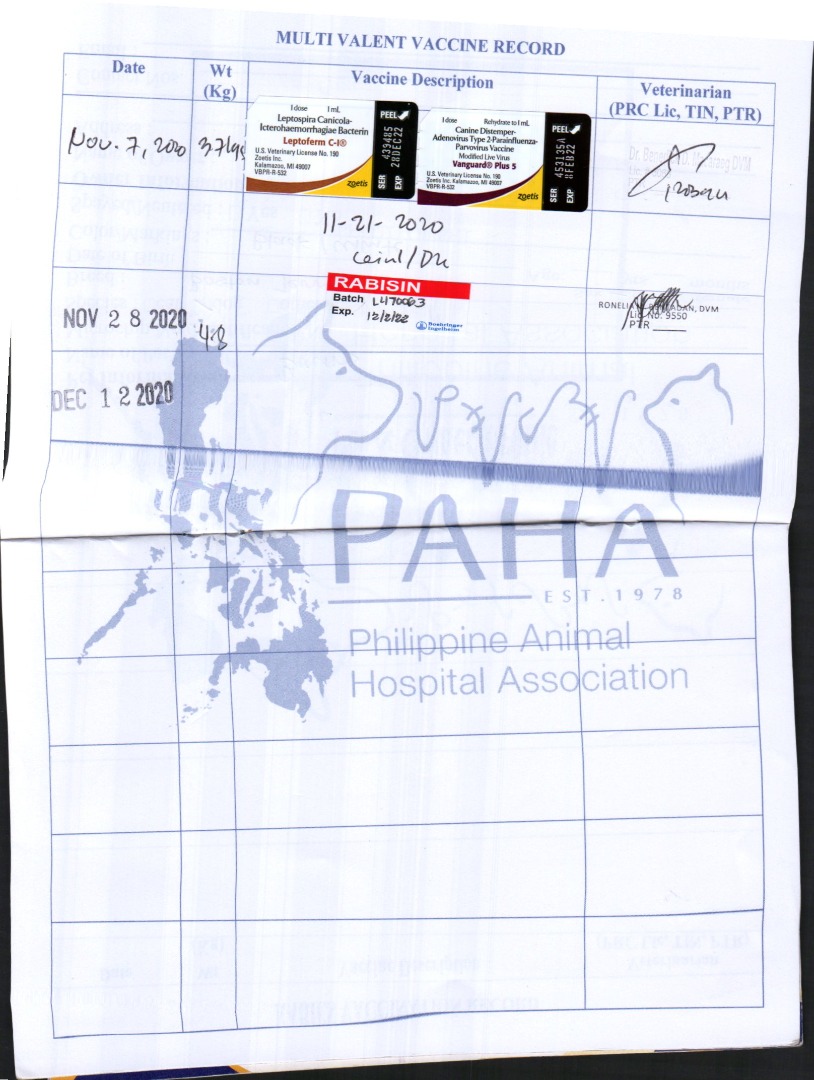 MULTI VALENT VACCINE RECORD
Date Wt (Kg) Vaccine Description Veterinarian (PRC Lic, TIN, PTR)
Nov. 7, 2020
1 dose 1 mL
Leptospira Canicola-
Icterohaemorrhagiae Bacterin
Leptoferm C-I®
U.S. Veterinary License No. 190
Zoetis Inc.
Kalamazoo, MI 49007
VBPR-R-532
zoetis
PEEL
SER 433485
EXP 28DEC22
1 dose Rehydrate to 1 mL
Canine Distemper-
Adenovirus Type 2-Parainfluenza-
Parvovirus Vaccine
Modified Live Virus
Vanguard® Plus 5
U.S. Veterinary License No. 190
Zoetis Inc.
Kalamazoo, MI 49007
VBPR-R-532
zoetis
PEEL
SER
EXP
11-21-2020
NOV 28 2020 4.8
RABISIN
Batch L470063
Exp. 12/2/22
Boehringer
Ingelheim
DVM
Lic. No. 9550
PTR
DEC 12 2020
PAHA
EST.1978
Philippine Animal
Hospital Association